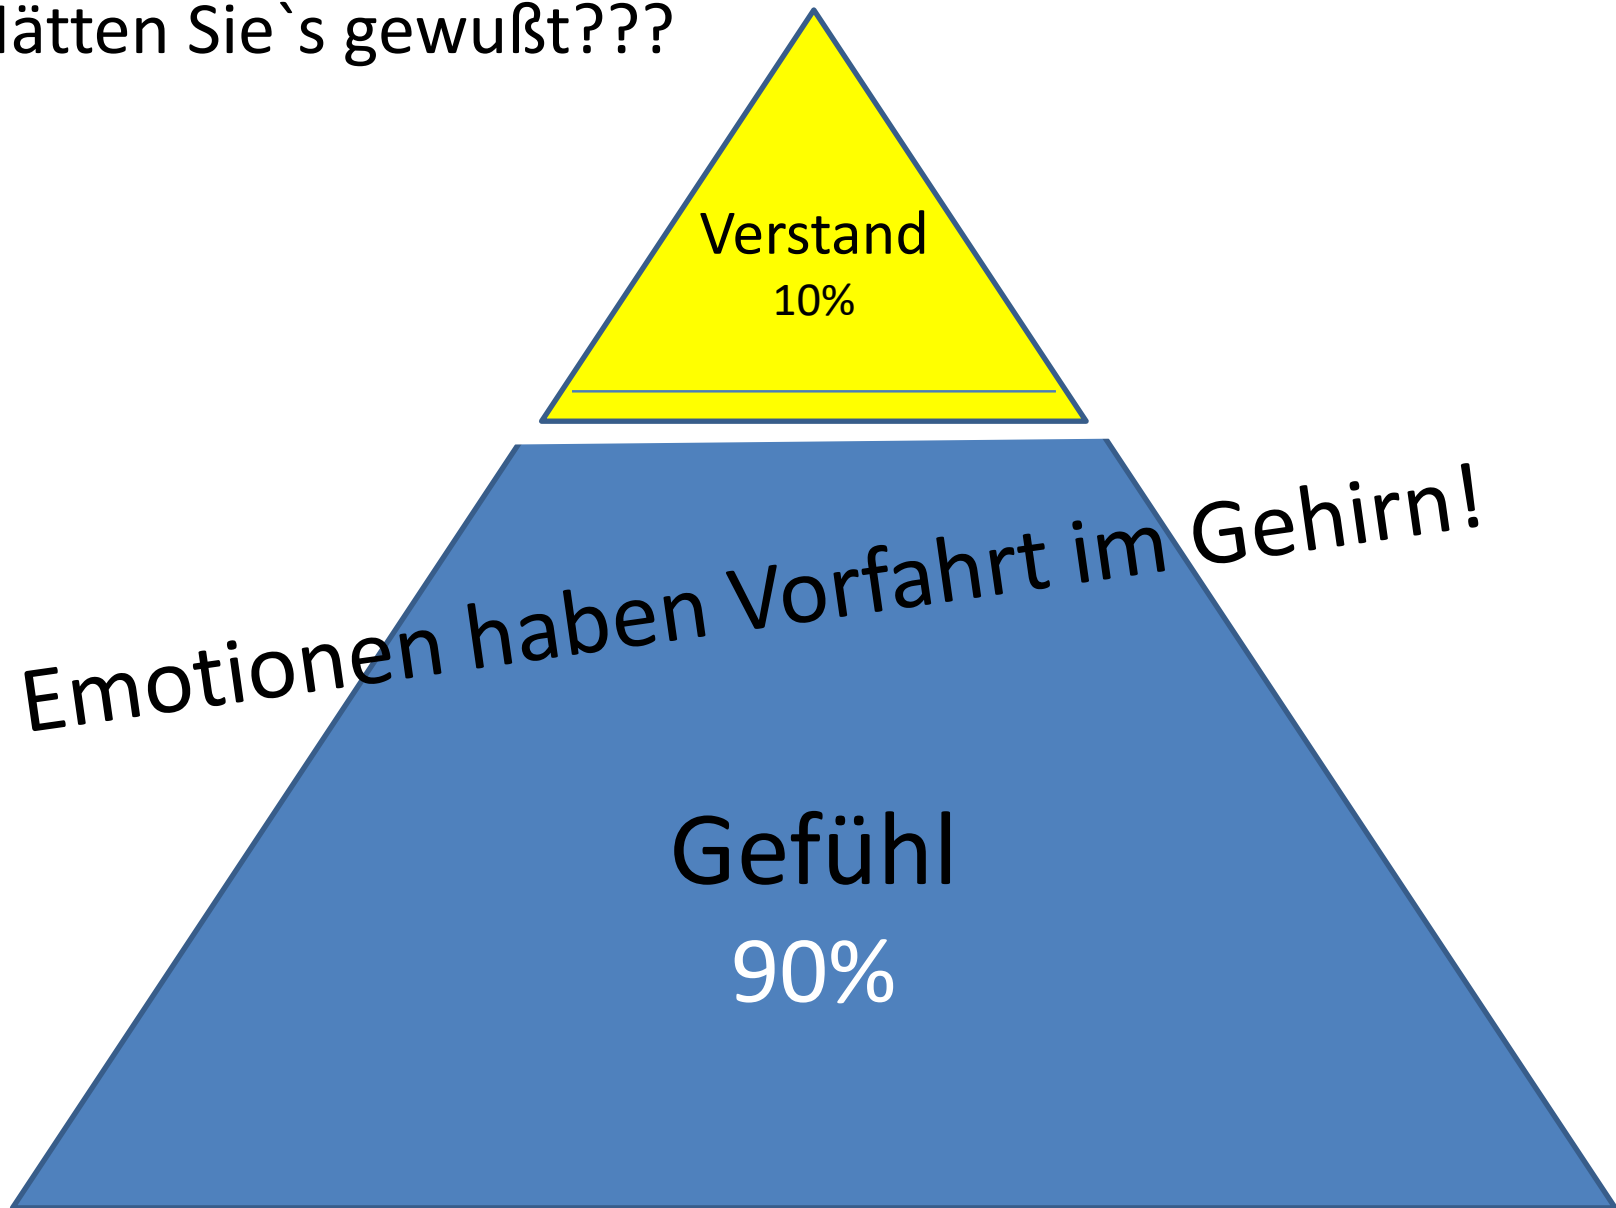 ätten Sie`s gewußt???
Verstand
10%
Emotionen haben Vorfahrt im Gehirn!
Gefühl
90%